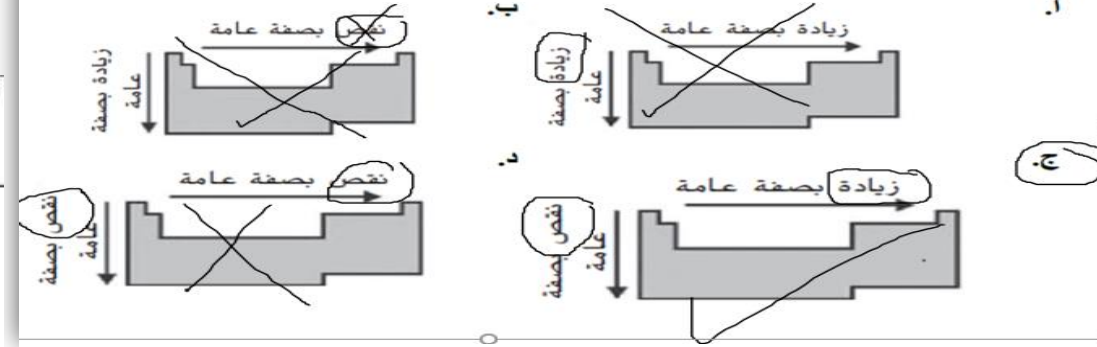 أ.
زيادة بصفة عامة
زيادة بصفة
عامة
ب.
نقص بصفة عامة
زيادة بصفة
عامة
ج.
زيادة بصفة عامة
نقص بصفة
عامة
د.
نقص بصفة عامة
نقص بصفة
عامة